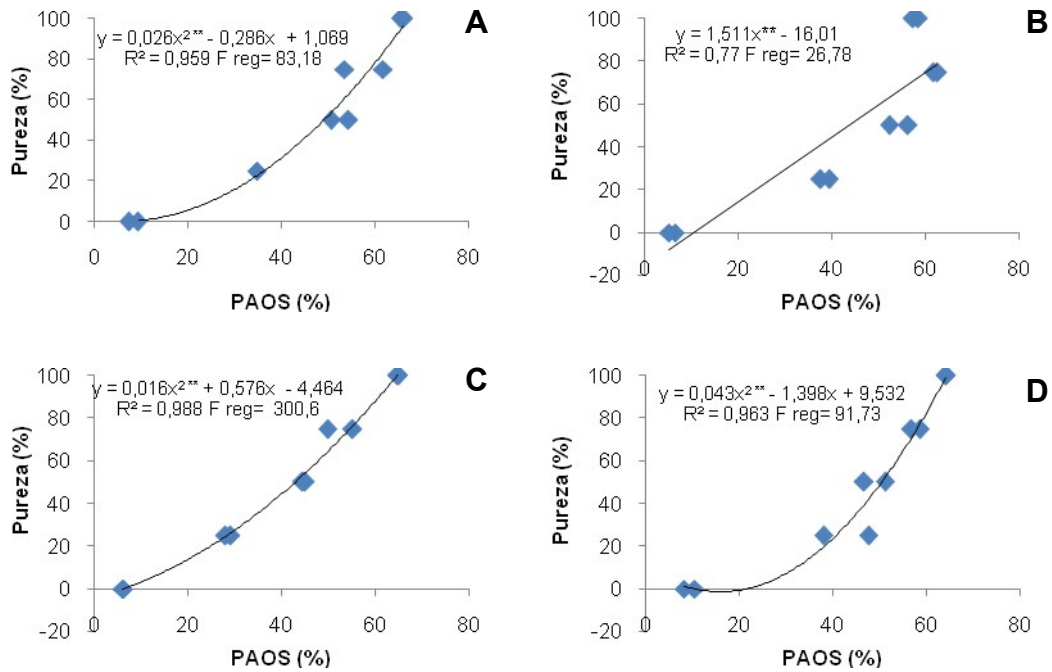 A
y = 0,026x²** - 0,286x + 1,069
R² = 0,959 F reg= 83,18
Pureza (%)
100
80
60
40
20
0
0 20 40 60 80
PAOS (%)
B
y = 1,511x** - 16,01
R² = 0,77 F reg= 26,78
Pureza (%)
100
80
60
40
20
0
-20
0 20 40 60 80
PAOS (%)
C
y = 0,016x²** + 0,576x - 4,464
R² = 0,988 F reg= 300,6
Pureza (%)
100
80
60
40
20
0
-20
0 20 40 60 80
PAOS (%)
D
y = 0,043x²** - 1,398x + 9,532
R² = 0,963 F reg= 91,73
Pureza (%)
100
80
60
40
20
0
-20
0 20 40 60 80
PAOS (%)